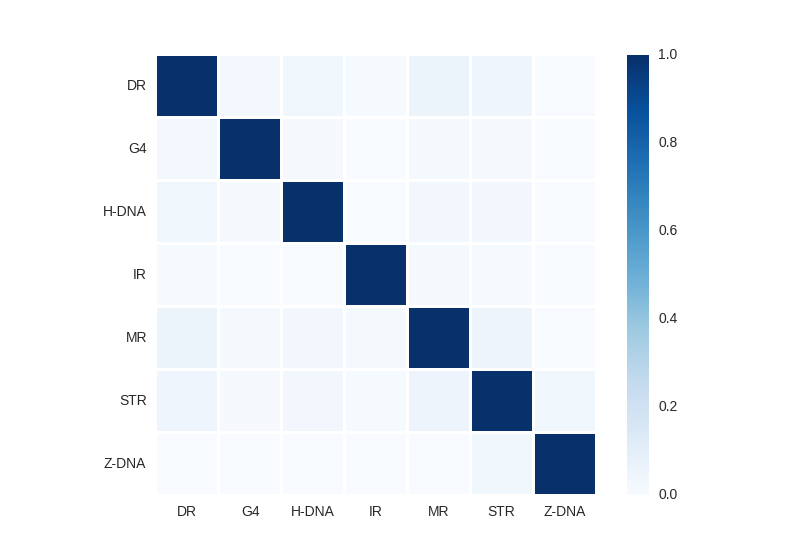 DR
G4
H-DNA
IR
MR
STR
Z-DNA
DR G4 H-DNA IR MR STR Z-DNA
1.0
0.8
0.6
0.4
0.2
0.0